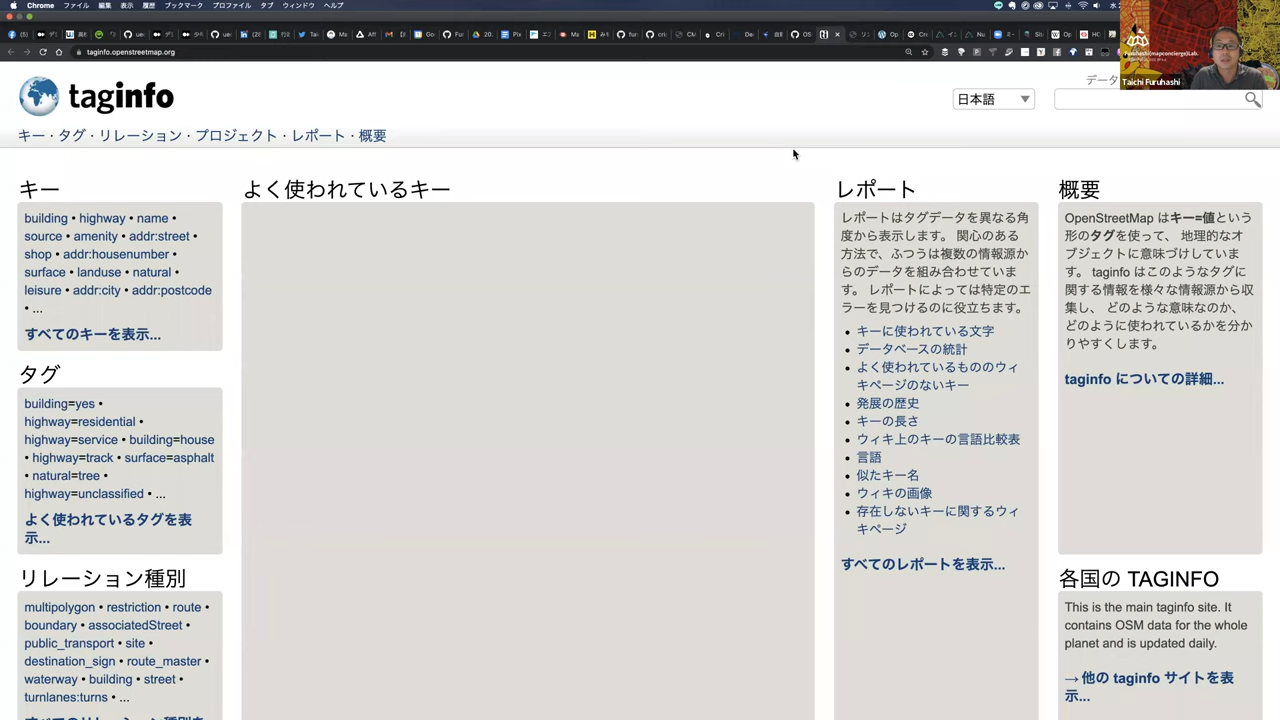 Chrome ファイル 編集 表示 履歴 ブックマーク プロファイル タブ ウィンドウ ヘルプ
taginfo.openstreetmap.org
Taichi Furuhashi
taginfo
日本語
データ
キー · タグ · リレーション · プロジェクト · レポート · 概要
キー
building • highway • name •
source • amenity • addr:street •
shop • addr:housenumber •
surface • landuse • natural •
leisure • addr:city • addr:postcode
• ...
すべてのキーを表示...
タグ
building=yes •
highway=residential •
highway=service • building=house
• highway=track • surface=asphalt
• natural=tree •
highway=unclassified • ...
よく使われているタグを表
示...
リレーション種別
multipolygon • restriction • route •
boundary • associatedStreet •
public_transport • site •
destination_sign • route_master •
waterway • building • street •
turnlanes:turns • ...
すべてのリレーション種別を
よく使われているキー
レポート
レポートはタグデータを異なる角
度から表示します。 関心のある
方法で、ふつうは複数の情報源か
らのデータを組み合わせていま
す。 レポートによっては特定のエ
ラーを見つけるのに役立ちます。
• キーに使われている文字
• データベースの統計
• よく使われているもののウィ
キページのないキー
• 発展の歴史
• キーの長さ
• ウィキ上のキーの言語比較表
• 言語
• 似たキー名
• ウィキの画像
• 存在しないキーに関するウィ
キページ
すべてのレポートを表示...
概要
OpenStreetMap はキー=値という
形のタグを使って、 地理的なオ
ブジェクトに意味づけしていま
す。 taginfo はこのようなタグに
関する情報を様々な情報源から収
集し、 どのような意味なのか、
どのように使われているかを分か
りやすくします。
taginfo についての詳細...
各国の TAGINFO
This is the main taginfo site. It
contains OSM data for the whole
planet and is updated daily.
→ 他の taginfo サイトを表
示...